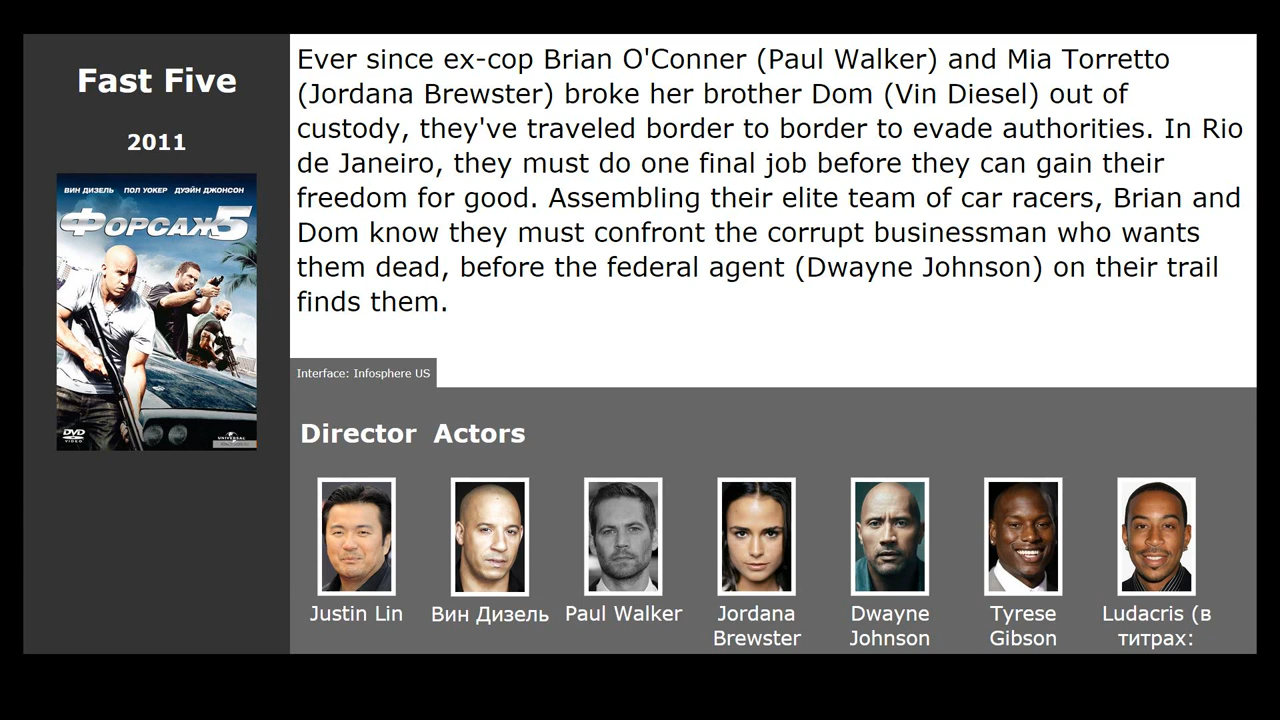 Fast Five
2011
ВИН ДИЗЕЛЬ ПОЛ УОКЕР ДУЭЙН ДЖОНСОН
ФОРСАЖ 5
DVD
VIDEO
UNIVERSAL
Ever since ex-cop Brian O'Conner (Paul Walker) and Mia Torretto
(Jordana Brewster) broke her brother Dom (Vin Diesel) out of
custody, they've traveled border to border to evade authorities. In Rio
de Janeiro, they must do one final job before they can gain their
freedom for good. Assembling their elite team of car racers, Brian and
Dom know they must confront the corrupt businessman who wants
them dead, before the federal agent (Dwayne Johnson) on their trail
finds them.
Interface: Infosphere US
Director Actors
Justin Lin
Вин Дизель
Paul Walker
Jordana
Brewster
Dwayne
Johnson
Tyrese
Gibson
Ludacris (в
титрах: